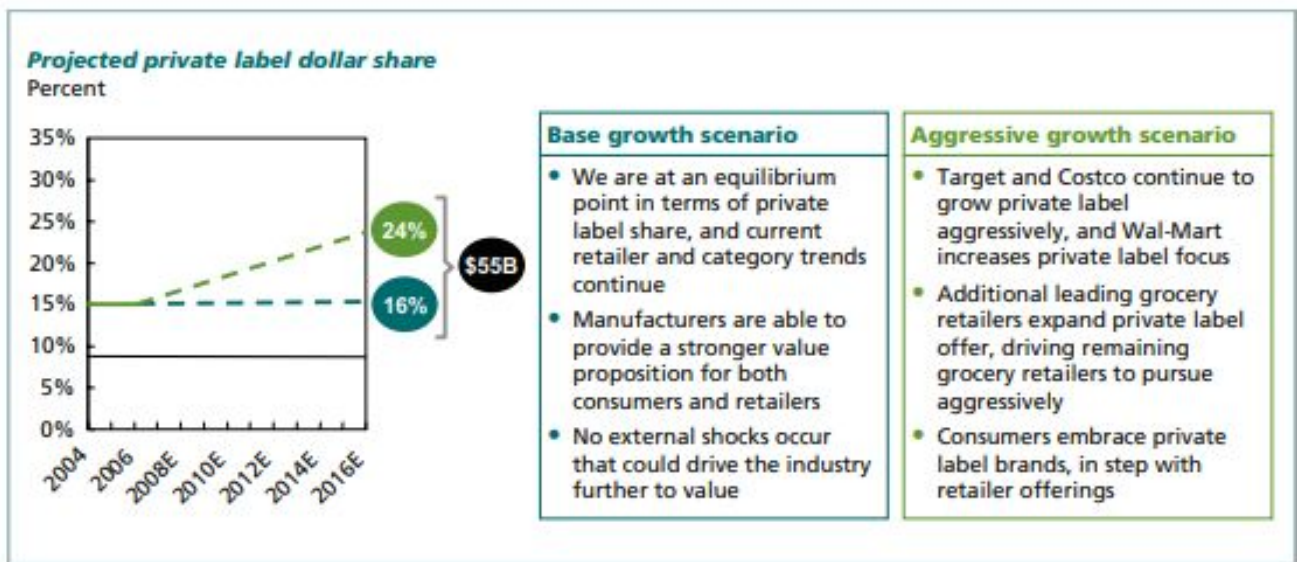 Projected private label dollar share
Percent
35%
30%
25%
20%
15%
10%
5%
0%
2004
2006
2008E
2010E
2012E
2014E
2016E
24%
16%
$55B
Base growth scenario
• We are at an equilibrium
point in terms of private
label share, and current
retailer and category trends
continue
• Manufacturers are able to
provide a stronger value
proposition for both
consumers and retailers
• No external shocks occur
that could drive the industry
further to value
Aggressive growth scenario
• Target and Costco continue to
grow private label
aggressively, and Wal-Mart
increases private label focus
• Additional leading grocery
retailers expand private label
offer, driving remaining
grocery retailers to pursue
aggressively
• Consumers embrace private
label brands, in step with
retailer offerings